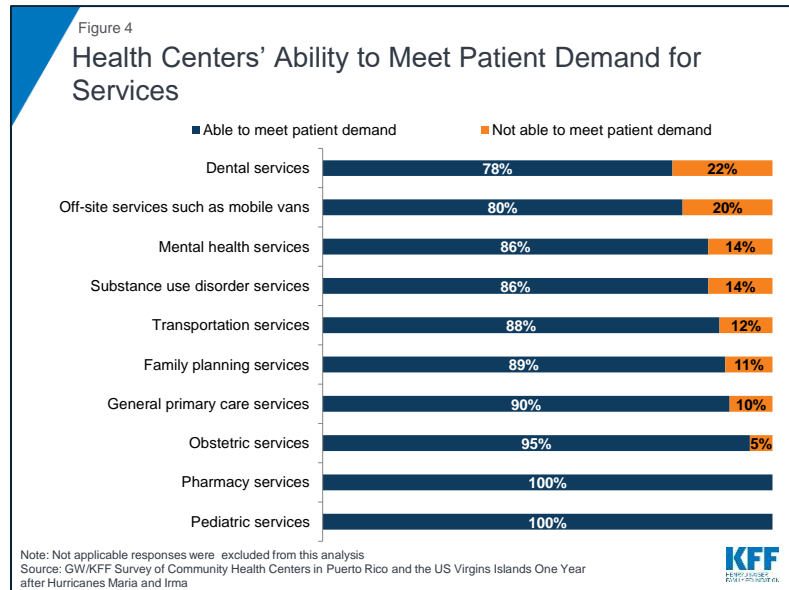 Figure 4
Health Centers' Ability to Meet Patient Demand for
Services
Able to meet patient demand
Not able to meet patient demand
Dental services
78%
22%
Off-site services such as mobile vans
80%
20%
Mental health services
86%
14%
Substance use disorder services
86%
14%
Transportation services
88%
12%
Family planning services
89%
11%
General primary care services
90%
10%
Obstetric services
95%
5%
Pharmacy services
100%
Pediatric services
100%
Note: Not applicable responses were excluded from this analysis
Source: GW/KFF Survey of Community Health Centers in Puerto Rico and the US Virgins Islands One Year
after Hurricanes Maria and Irma
KFF
HENRY J KAISER
FAMILY FOUNDATION